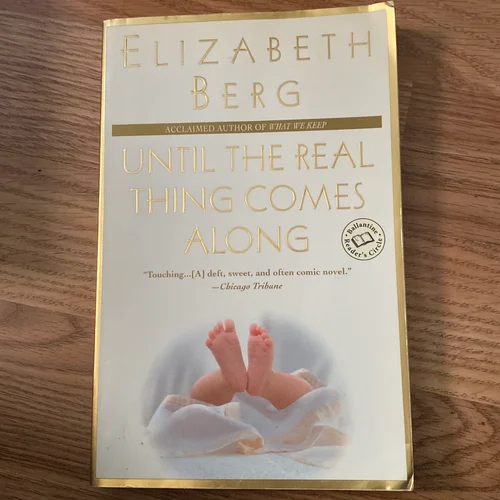 ELIZABETH
BERG
ACCLAIMED AUTHOR OF WHAT WE KEEP
UNTIL THE REAL
THING COMES
ALONG
Ballantine
Reader's Circle
"Touching...[A] deft, sweet, and often comic novel."
—Chicago Tribune